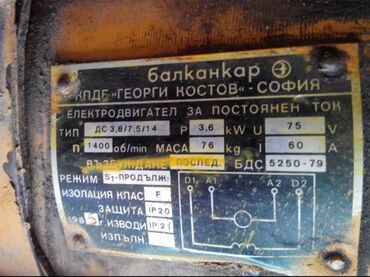 балканкар
КПДЕ "ГЕОРГИ КОСТОВ" - СОФИЯ
ЕЛЕКТРОДВИГАТЕЛ ЗА ПОСТОЯНЕН ТОК
ТИП ДС 3,6/7,5/14 P 3,6 kW U 75 V
n 1400 об/min МАСА 76 kg I 60 A
ВЪЗБУЖДАНЕ ПОСЛЕД. БДС 5250-79
РЕЖИМ S1-ПРОДЪЛЖ. D1 A1 A2 D2
ИЗОЛАЦИЯ КЛАС F
ЗАЩИТА IP20
ИЗВОДИ IP21
ИЗПЪЛН.